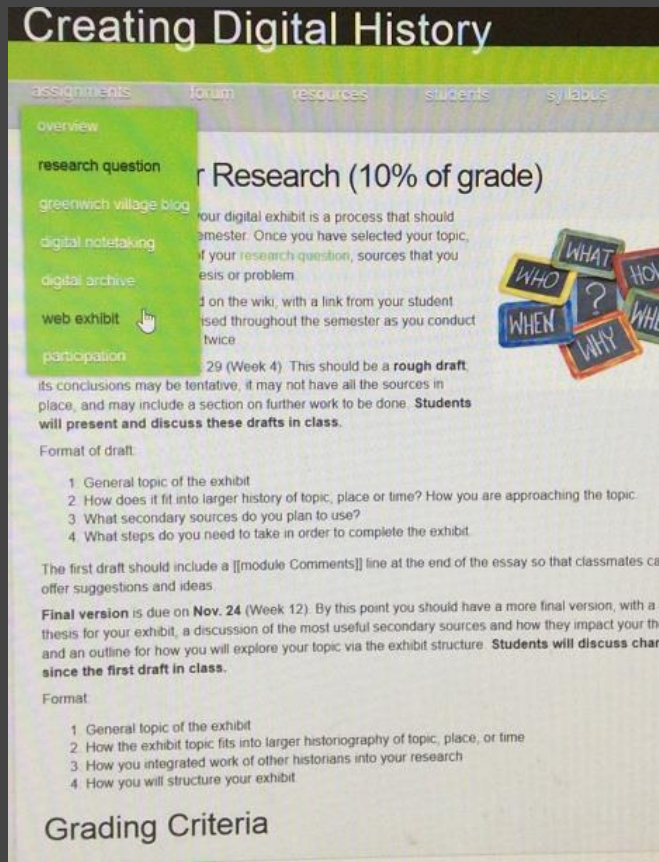 Creating Digital History
assignments forum resources students syllabus
overview
research question
greenwich village blog
digital notetaking
digital archive
web exhibit
participation
r Research (10% of grade)
our digital exhibit is a process that should
emester. Once you have selected your topic,
f your research question, sources that you
esis or problem.
d on the wiki, with a link from your student
ised throughout the semester as you conduct
twice
29 (Week 4). This should be a rough draft,
its conclusions may be tentative, it may not have all the sources in
place, and may include a section on further work to be done. Students
will present and discuss these drafts in class.
WHAT
HOW
WHO
?
WHEN
WHE
WHY
Format of draft:
1. General topic of the exhibit
2. How does it fit into larger history of topic, place or time? How you are approaching the topic.
3. What secondary sources do you plan to use?
4. What steps do you need to take in order to complete the exhibit.
The first draft should include a [[module Comments]] line at the end of the essay so that classmates ca
offer suggestions and ideas.
Final version is due on Nov. 24 (Week 12). By this point you should have a more final version, with a
thesis for your exhibit, a discussion of the most useful secondary sources and how they impact your th
and an outline for how you will explore your topic via the exhibit structure. Students will discuss char
since the first draft in class.
Format
1. General topic of the exhibit
2. How the exhibit topic fits into larger historiography of topic, place, or time
3. How you integrated work of other historians into your research
4. How you will structure your exhibit
Grading Criteria